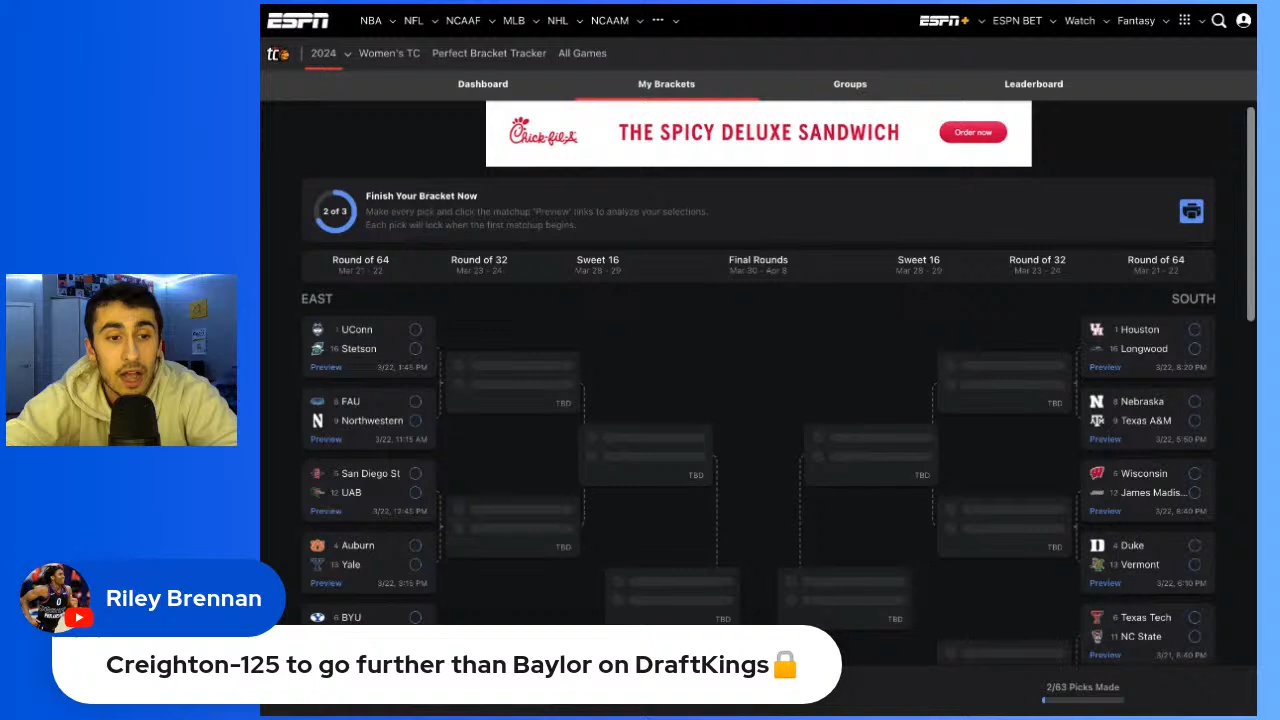 ESPN NBA NFL NCAAF MLB NHL NCAAM ••• ESPN+ ESPN BET Watch Fantasy
tc 2024 Women's TC Perfect Bracket Tracker All Games
Dashboard My Brackets Groups Leaderboard
Chick-fil-A THE SPICY DELUXE SANDWICH Order now
2 of 3
Finish Your Bracket Now
Make every pick and click the matchup 'Preview' links to analyze your selections.
Each pick will lock when the first matchup begins.
Round of 64 Round of 32 Sweet 16 Final Rounds Sweet 16 Round of 32 Round of 64
Mar 21 - 22 Mar 23 - 24 Mar 28 - 29 Mar 30 - Apr 8 Mar 28 - 29 Mar 23 - 24 Mar 21 - 22
EAST SOUTH
1 UConn
16 Stetson
Preview 3/22, 1:45 PM
8 FAU
9 Northwestern
Preview 3/22, 11:15 AM
5 San Diego St
12 UAB
Preview 3/22, 12:45 PM
4 Auburn
13 Yale
Preview 3/22, 3:15 PM
6 BYU
TBD
TBD
TBD
TBD
TBD
TBD
TBD
TBD
1 Houston
16 Longwood
Preview 3/22, 8:20 PM
8 Nebraska
9 Texas A&M
Preview 3/22, 5:50 PM
Wisconsin
12 James Madis...
Preview 3/22, 8:40 PM
4 Duke
13 Vermont
Preview 3/22, 6:10 PM
6 Texas Tech
11 NC State
Preview 3/21, 8:40 PM
2/63 Picks Made
Riley Brennan
Creighton-125 to go further than Baylor on DraftKings🔒